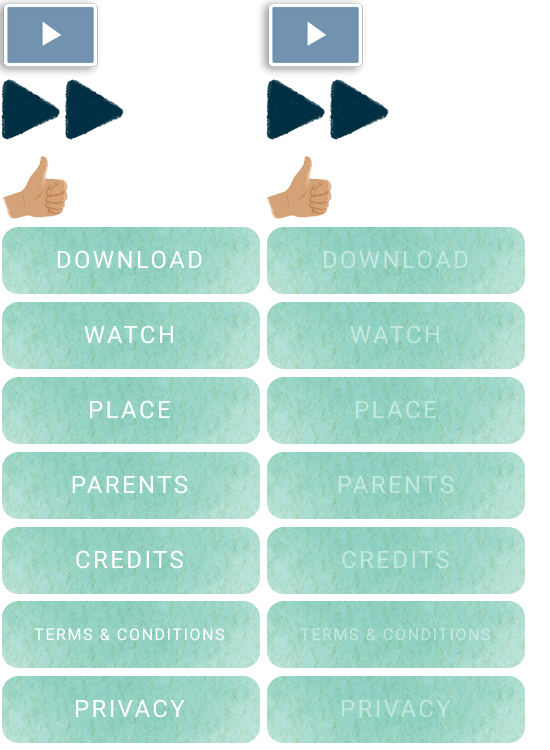 DOWNLOAD DOWNLOAD
WATCH WATCH
PLACE PLACE
PARENTS PARENTS
CREDITS CREDITS
TERMS & CONDITIONS TERMS & CONDITIONS
PRIVACY PRIVACY